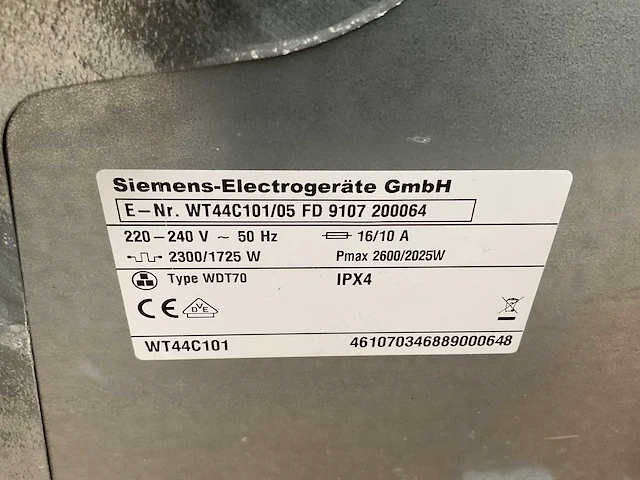 Siemens-Electrogeräte GmbH
E-Nr. WT44C101/05 FD 9107 200064
220-240 V ~ 50 Hz 16/10 A
2300/1725 W Pmax 2600/2025W
Type WDT70 IPX4
CE DVE
WT44C101 461070346889000648